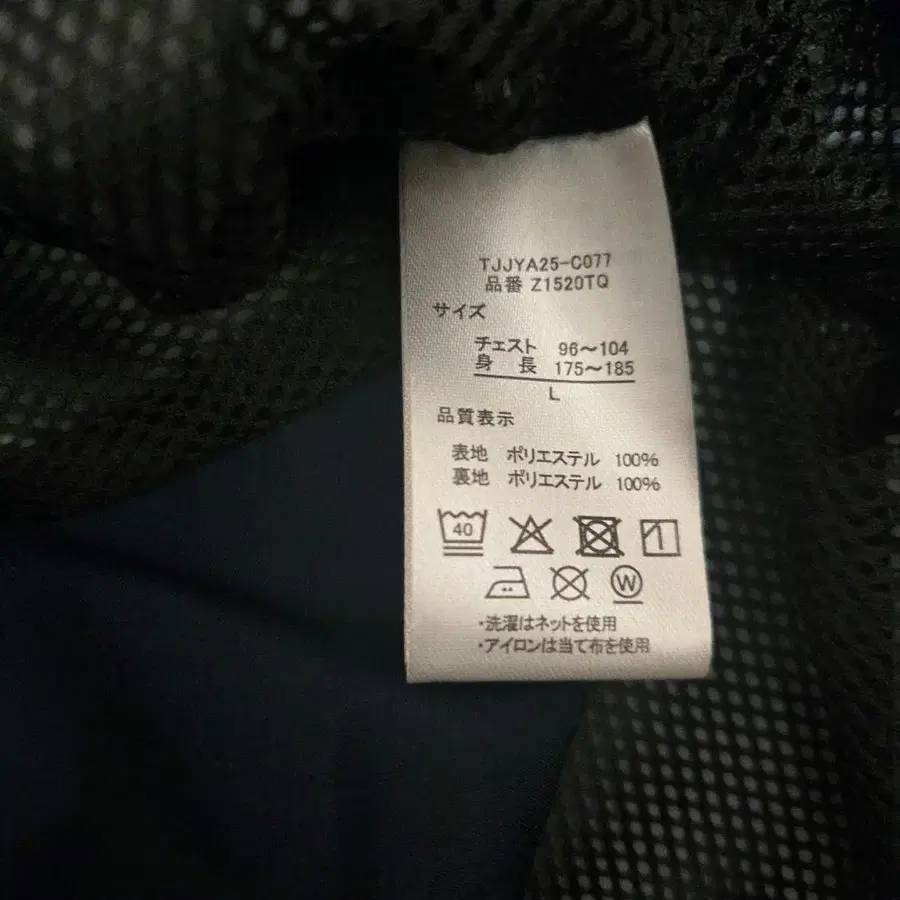 TJJYA25-C077
品番 Z1520TQ
サイズ
チェスト 96～104
身 長 175～185
L
品質表示
表地 ポリエステル 100%
裏地 ポリエステル 100%
40
W
・洗濯はネットを使用
・アイロンは当て布を使用